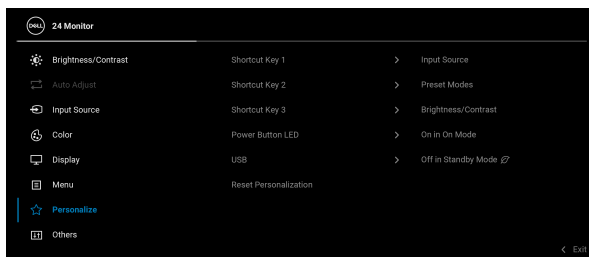 DELL 24 Monitor
Brightness/Contrast Shortcut Key 1 Input Source
Auto Adjust Shortcut Key 2 Preset Modes
Input Source Shortcut Key 3 Brightness/Contrast
Color Power Button LED On in On Mode
Display USB Off in Standby Mode
Menu Reset Personalization
Personalize
Others
Exit